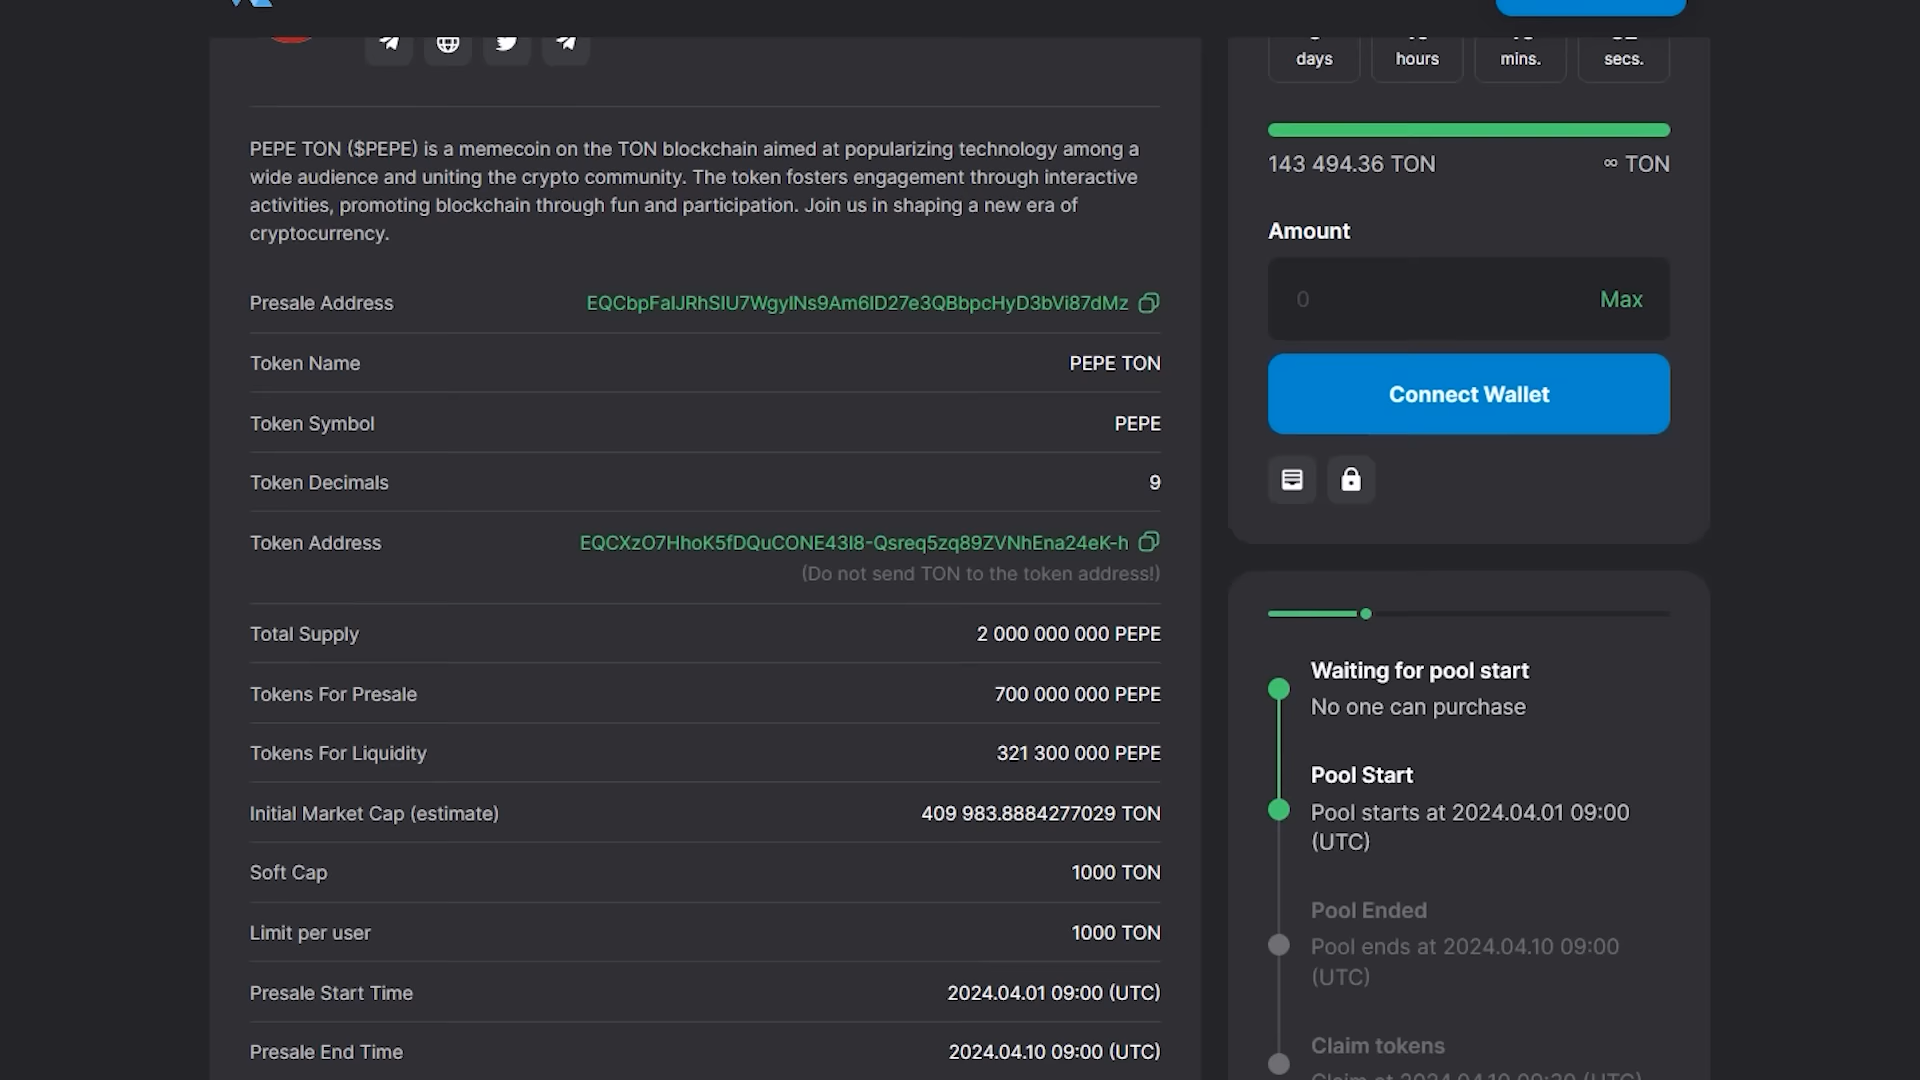 PEPE TON ($PEPE) is a memecoin on the TON blockchain aimed at popularizing technology among a
wide audience and uniting the crypto community. The token fosters engagement through interactive
activities, promoting blockchain through fun and participation. Join us in shaping a new era of
cryptocurrency.
Presale Address EQCbpFaIJRhSIU7WgyINs9Am6ID27e3QBbpcHyD3bVi87dMz
Token Name PEPE TON
Token Symbol PEPE
Token Decimals 9
Token Address EQCXzO7HhoK5fDQuCONE43I8-Qsreq5zq89ZVNhEna24eK-h
(Do not send TON to the token address!)
Total Supply 2 000 000 000 PEPE
Tokens For Presale 700 000 000 PEPE
Tokens For Liquidity 321 300 000 PEPE
Initial Market Cap (estimate) 409 983.8884277029 TON
Soft Cap 1000 TON
Limit per user 1000 TON
Presale Start Time 2024.04.01 09:00 (UTC)
Presale End Time 2024.04.10 09:00 (UTC)
days hours mins. secs.
143 494.36 TON ∞ TON
Amount
0 Max
Connect Wallet
Waiting for pool start
No one can purchase
Pool Start
Pool starts at 2024.04.01 09:00
(UTC)
Pool Ended
Pool ends at 2024.04.10 09:00
(UTC)
Claim tokens